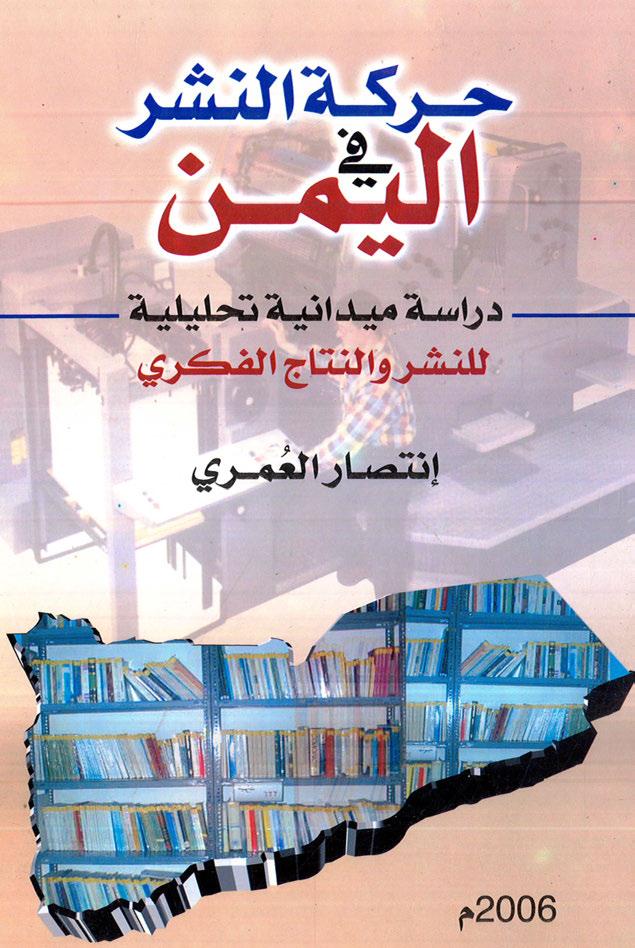 حركة النشر
في
اليمن
دراسة ميدانية تحليلية
للنشر والنتاج الفكري
إنتصار العُمري
2006م